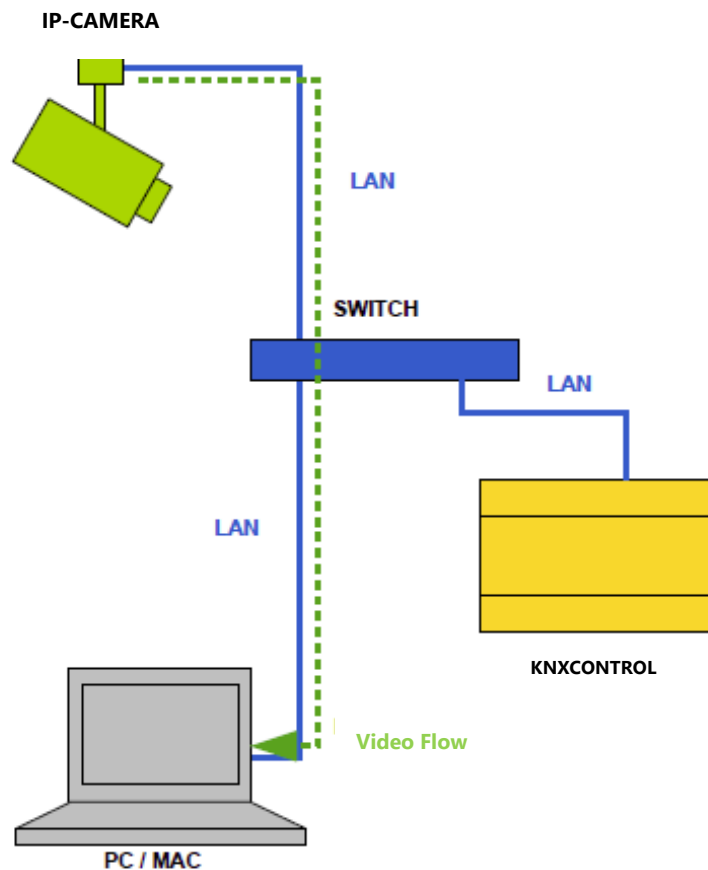 IP-CAMERA
LAN
SWITCH
LAN
LAN
KNXCONTROL
Video Flow
PC / MAC